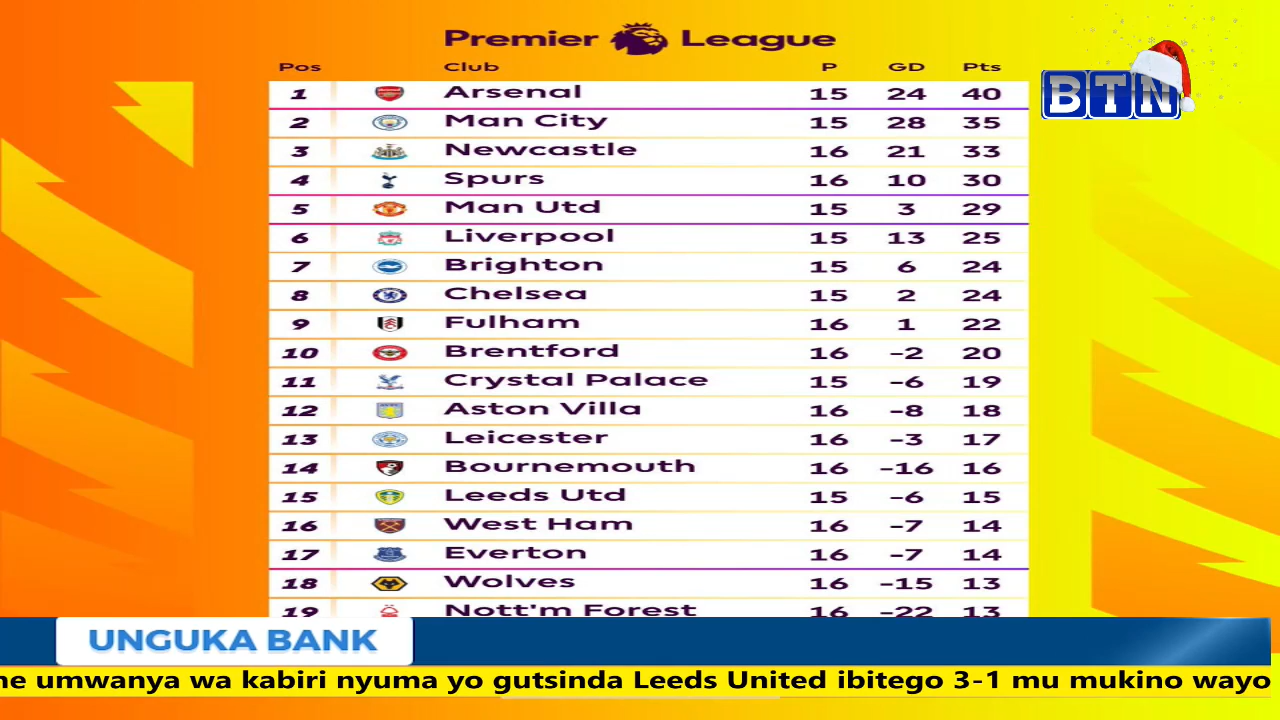 Premier League
Pos Club P GD Pts
BTN
1 Arsenal 15 24 40
2 Man City 15 28 35
3 Newcastle 16 21 33
4 Spurs 16 10 30
5 Man Utd 15 3 29
6 Liverpool 15 13 25
7 Brighton 15 6 24
8 Chelsea 15 2 24
9 Fulham 16 1 22
10 Brentford 16 -2 20
11 Crystal Palace 15 -6 19
12 Aston Villa 16 -8 18
13 Leicester 16 -3 17
14 Bournemouth 16 -16 16
15 Leeds Utd 15 -6 15
16 West Ham 16 -7 14
17 Everton 16 -7 14
18 Wolves 16 -15 13
19 Nott'm Forest 16 -22 13
UNGUKA BANK
ne umwanya wa kabiri nyuma yo gutsinda Leeds United ibitego 3-1 mu mukino wayo